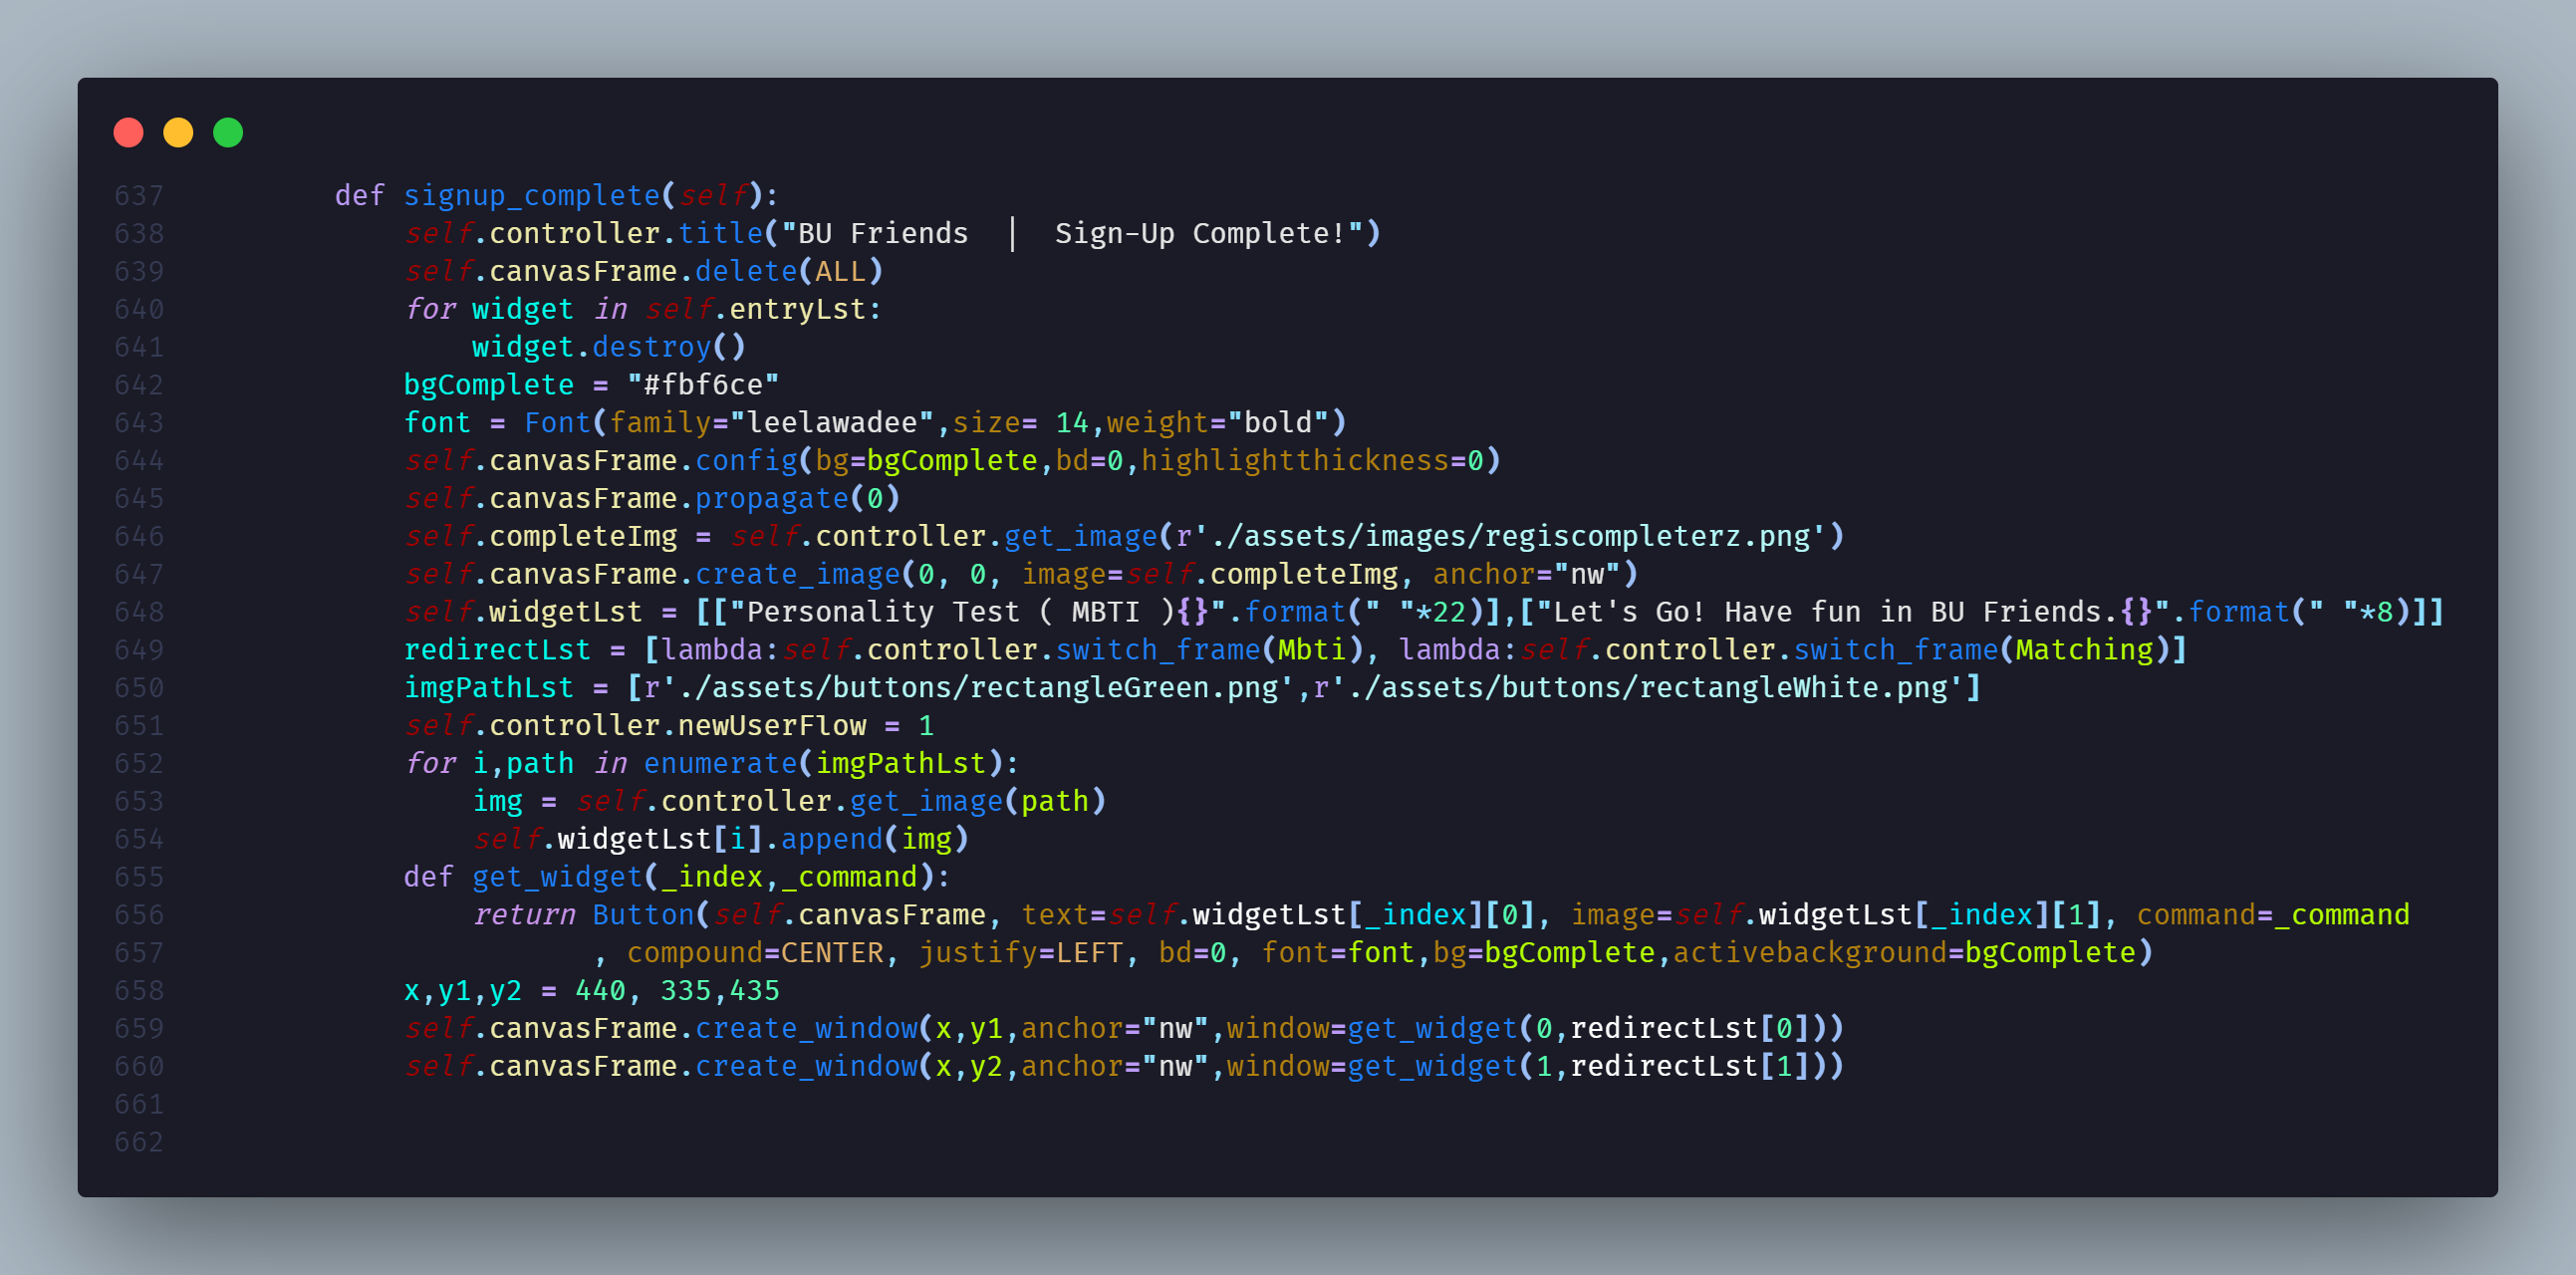 637 def signup_complete(self):
638 self.controller.title("BU Friends  |  Sign-Up Complete!")
639 self.canvasFrame.delete(ALL)
640 for widget in self.entryLst:
641 widget.destroy()
642 bgComplete = "#fbf6ce"
643 font = Font(family="leelawadee",size= 14,weight="bold")
644 self.canvasFrame.config(bg=bgComplete,bd=0,highlightthickness=0)
645 self.canvasFrame.propagate(0)
646 self.completeImg = self.controller.get_image(r'./assets/images/regiscompleterz.png')
647 self.canvasFrame.create_image(0, 0, image=self.completeImg, anchor="nw")
648 self.widgetLst = [["Personality Test ( MBTI ){}".format(" "*22)],["Let's Go! Have fun in BU Friends.{}".format(" "*8)]]
649 redirectLst = [lambda:self.controller.switch_frame(Mbti), lambda:self.controller.switch_frame(Matching)]
650 imgPathLst = [r'./assets/buttons/rectangleGreen.png',r'./assets/buttons/rectangleWhite.png']
651 self.controller.newUserFlow = 1
652 for i,path in enumerate(imgPathLst):
653 img = self.controller.get_image(path)
654 self.widgetLst[i].append(img)
655 def get_widget(_index,_command):
656 return Button(self.canvasFrame, text=self.widgetLst[_index][0], image=self.widgetLst[_index][1], command=_command
657 , compound=CENTER, justify=LEFT, bd=0, font=font,bg=bgComplete,activebackground=bgComplete)
658 x,y1,y2 = 440, 335,435
659 self.canvasFrame.create_window(x,y1,anchor="nw",window=get_widget(0,redirectLst[0]))
660 self.canvasFrame.create_window(x,y2,anchor="nw",window=get_widget(1,redirectLst[1]))
661
662